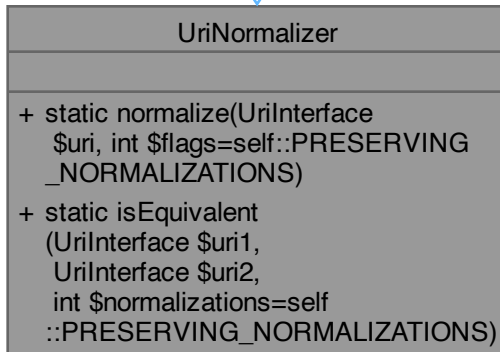 UriNormalizer
+ static normalize(UriInterface
$uri, int $flags=self::PRESERVING
_NORMALIZATIONS)
+ static isEquivalent
(UriInterface $uri1,
UriInterface $uri2,
int $normalizations=self
::PRESERVING_NORMALIZATIONS)